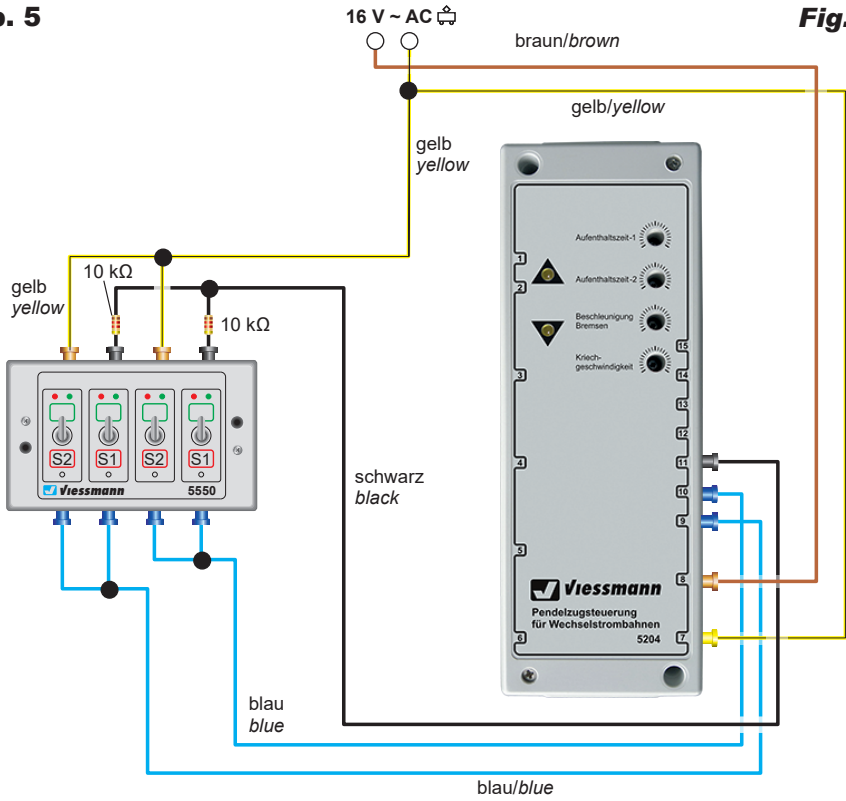 b. 5
16 V ~ AC
Fig.
braun/brown
gelb/yellow
gelb
yellow
10 kΩ
gelb
yellow
10 kΩ
S2 S1 S2 S1
viessmann 5550
schwarz
black
blau
blue
blau/blue
Aufenthaltszeit-1
Aufenthaltszeit-2
Beschleunigung
Bremsen
Kriech-
geschwindigkeit
1
2
3
4
5
6
15
14
13
12
11
10
9
8
7
viessmann
Pendelzugsteuerung
für Wechselstrombahnen
5204